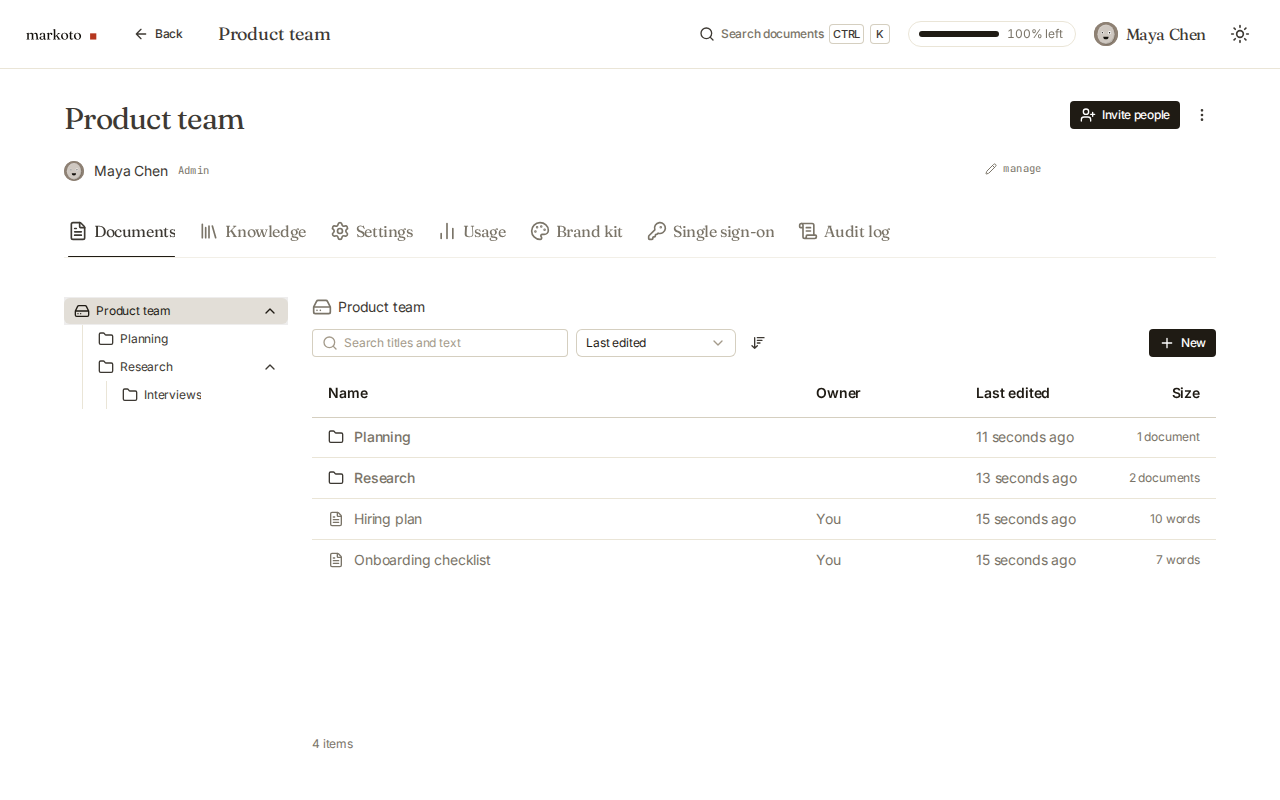 markoto
Back
Product team
Search documents CTRL K
100% left
Maya Chen
Product team
Invite people
Maya Chen Admin
manage
Documents Knowledge Settings Usage Brand kit Single sign-on Audit log
Product team
Planning
Research
Interviews
Product team
Search titles and text
Last edited
New
Name Owner Last edited Size
Planning 11 seconds ago 1 document
Research 13 seconds ago 2 documents
Hiring plan You 15 seconds ago 10 words
Onboarding checklist You 15 seconds ago 7 words
4 items